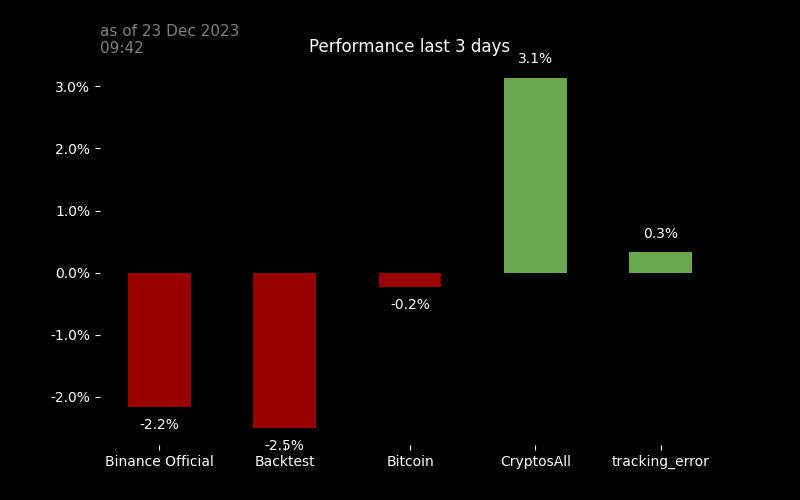 as of 23 Dec 2023
09:42
Performance last 3 days
3.1%
3.0%
2.0%
1.0%
0.3%
0.0%
-0.2%
-1.0%
-2.0%
-2.2%
-2.5%
Binance Official
Backtest
Bitcoin
CryptosAll
tracking_error